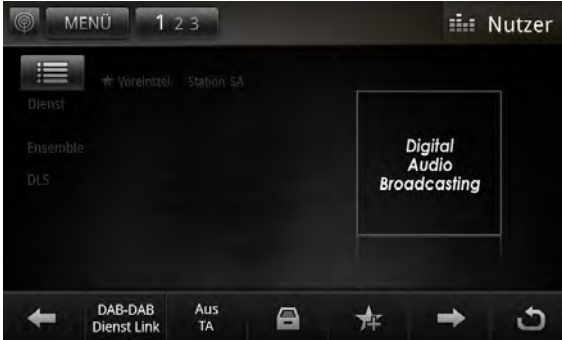 MENÜ
1 2 3
Nutzer
Voreinstel. Station 5A
Dienst
Ensemble
DLS
Digital
Audio
Broadcasting
DAB-DAB
Dienst Link
Aus
TA